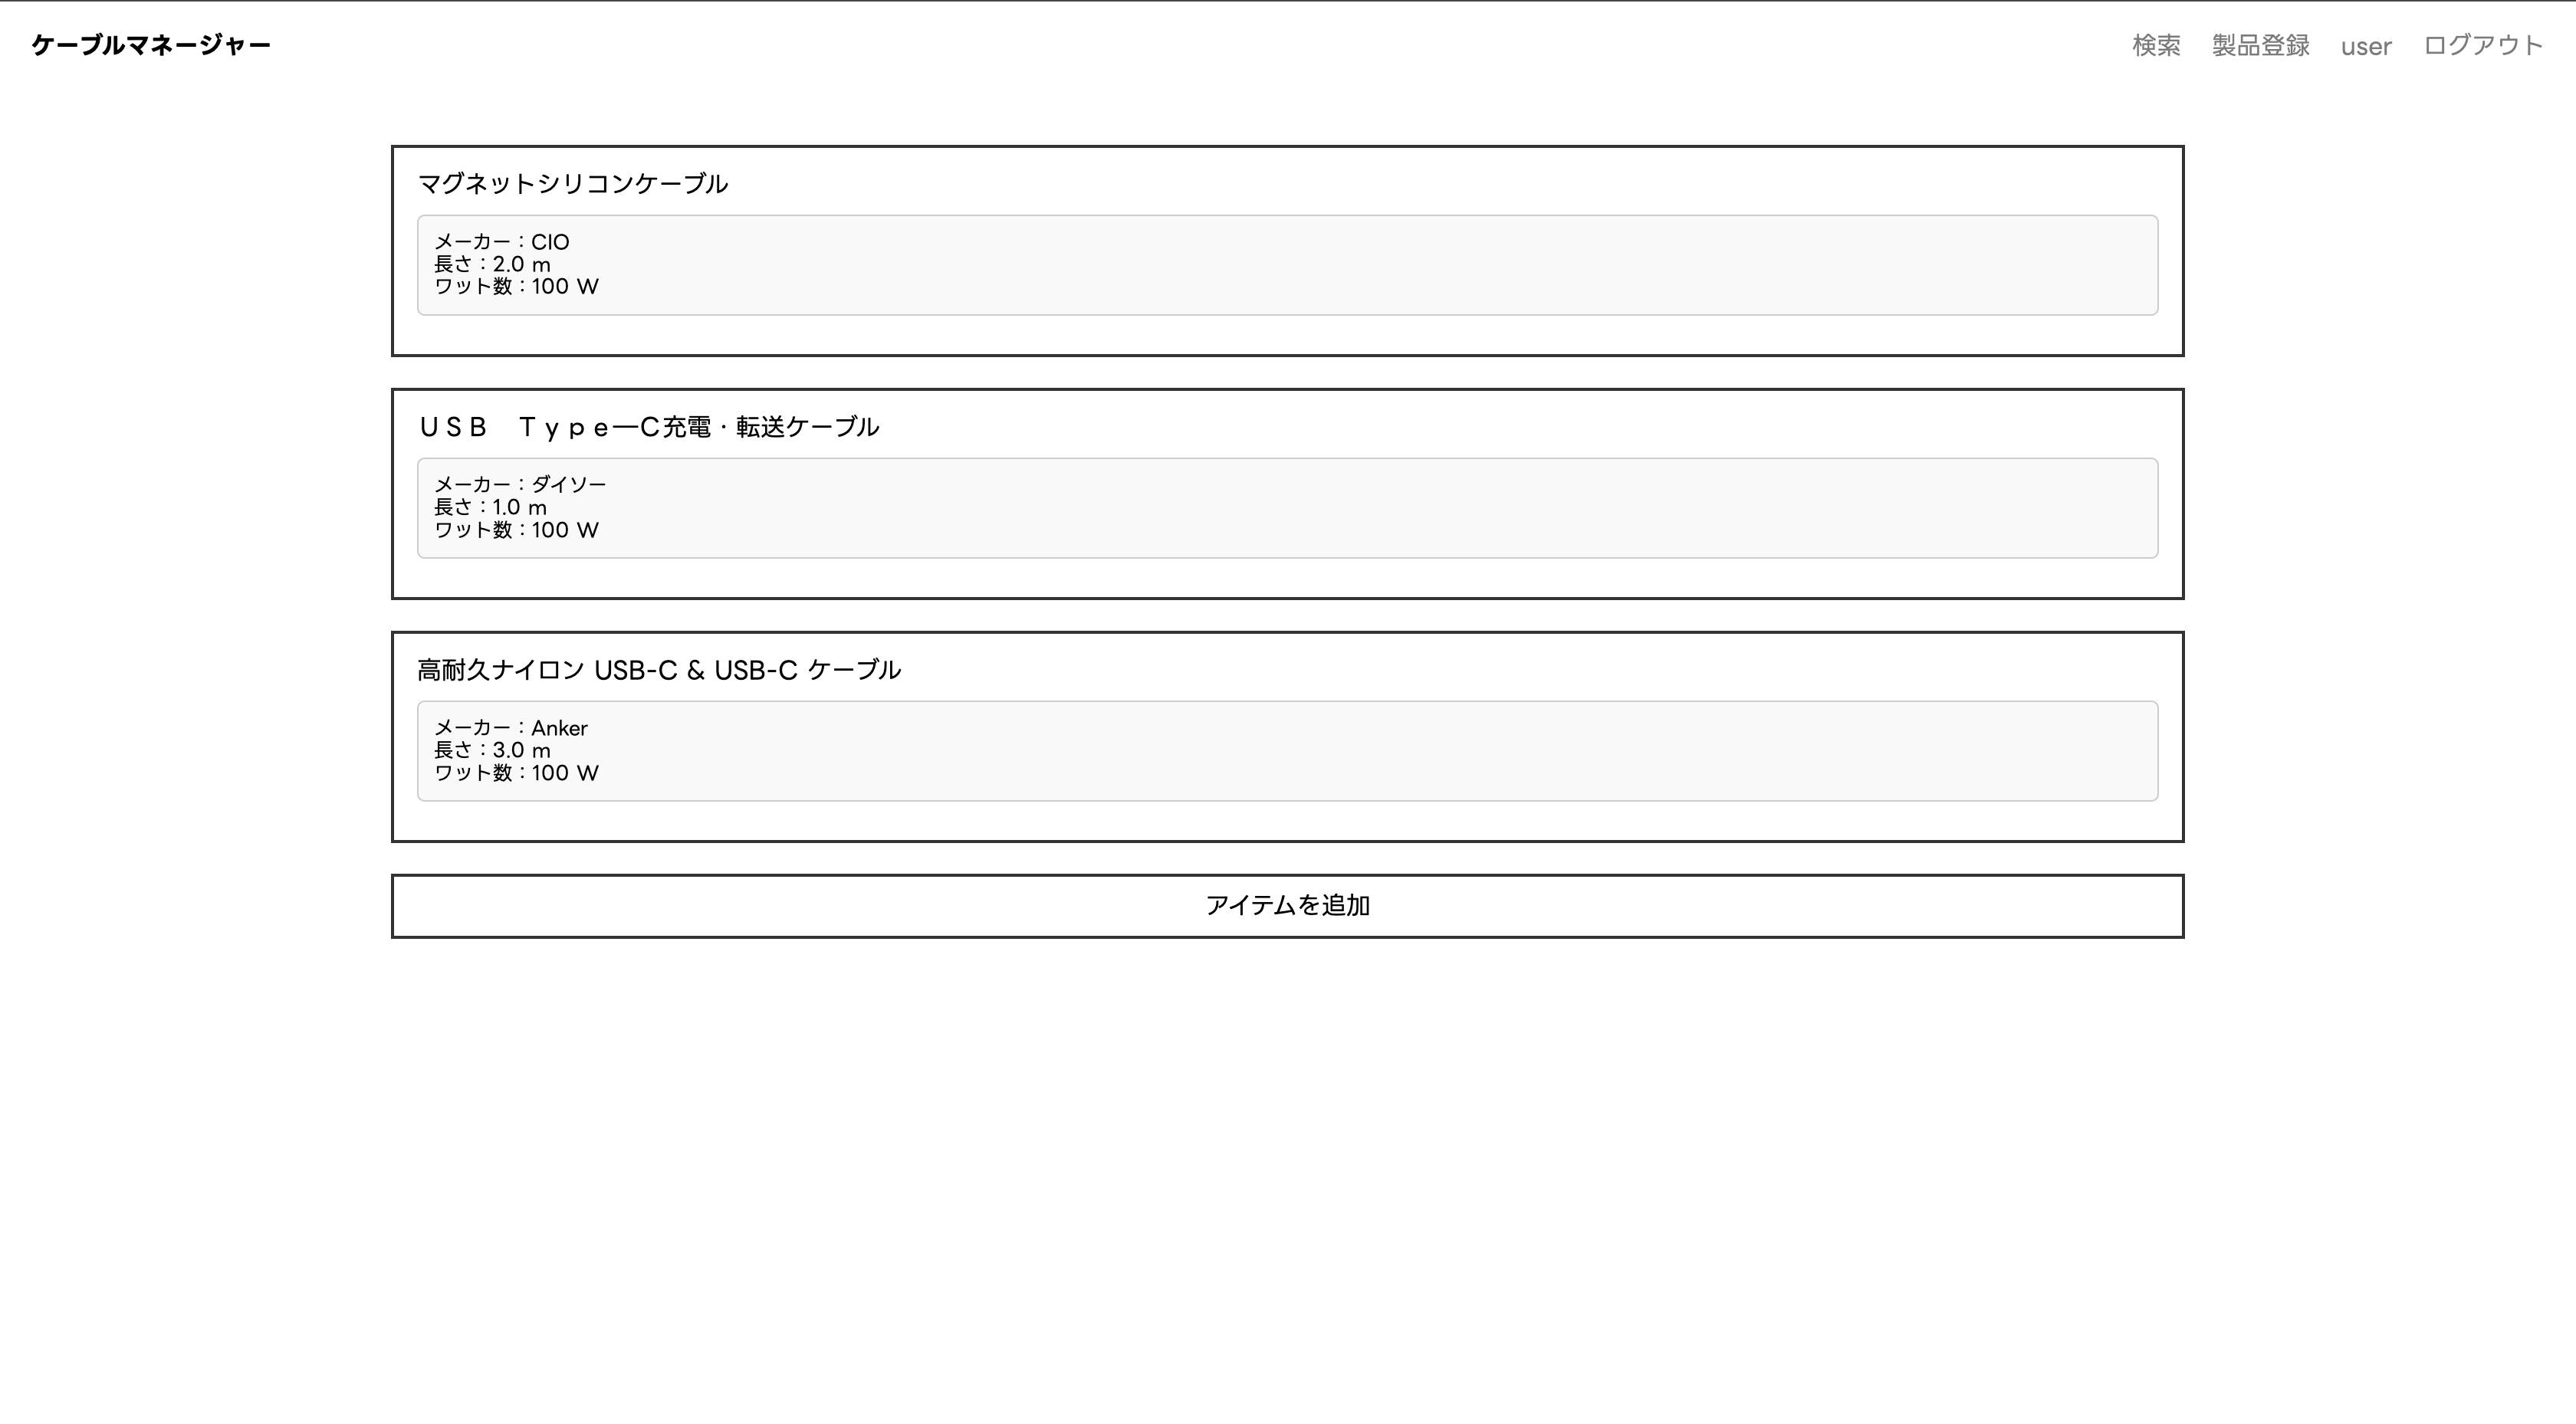 ケーブルマネージャー
検索 製品登録 user ログアウト
マグネットシリコンケーブル
メーカー：CIO
長さ：2.0 m
ワット数：100 W
ＵＳＢ　Ｔｙｐｅ―C充電・転送ケーブル
メーカー：ダイソー
長さ：1.0 m
ワット数：100 W
高耐久ナイロン USB-C & USB-C ケーブル
メーカー：Anker
長さ：3.0 m
ワット数：100 W
アイテムを追加